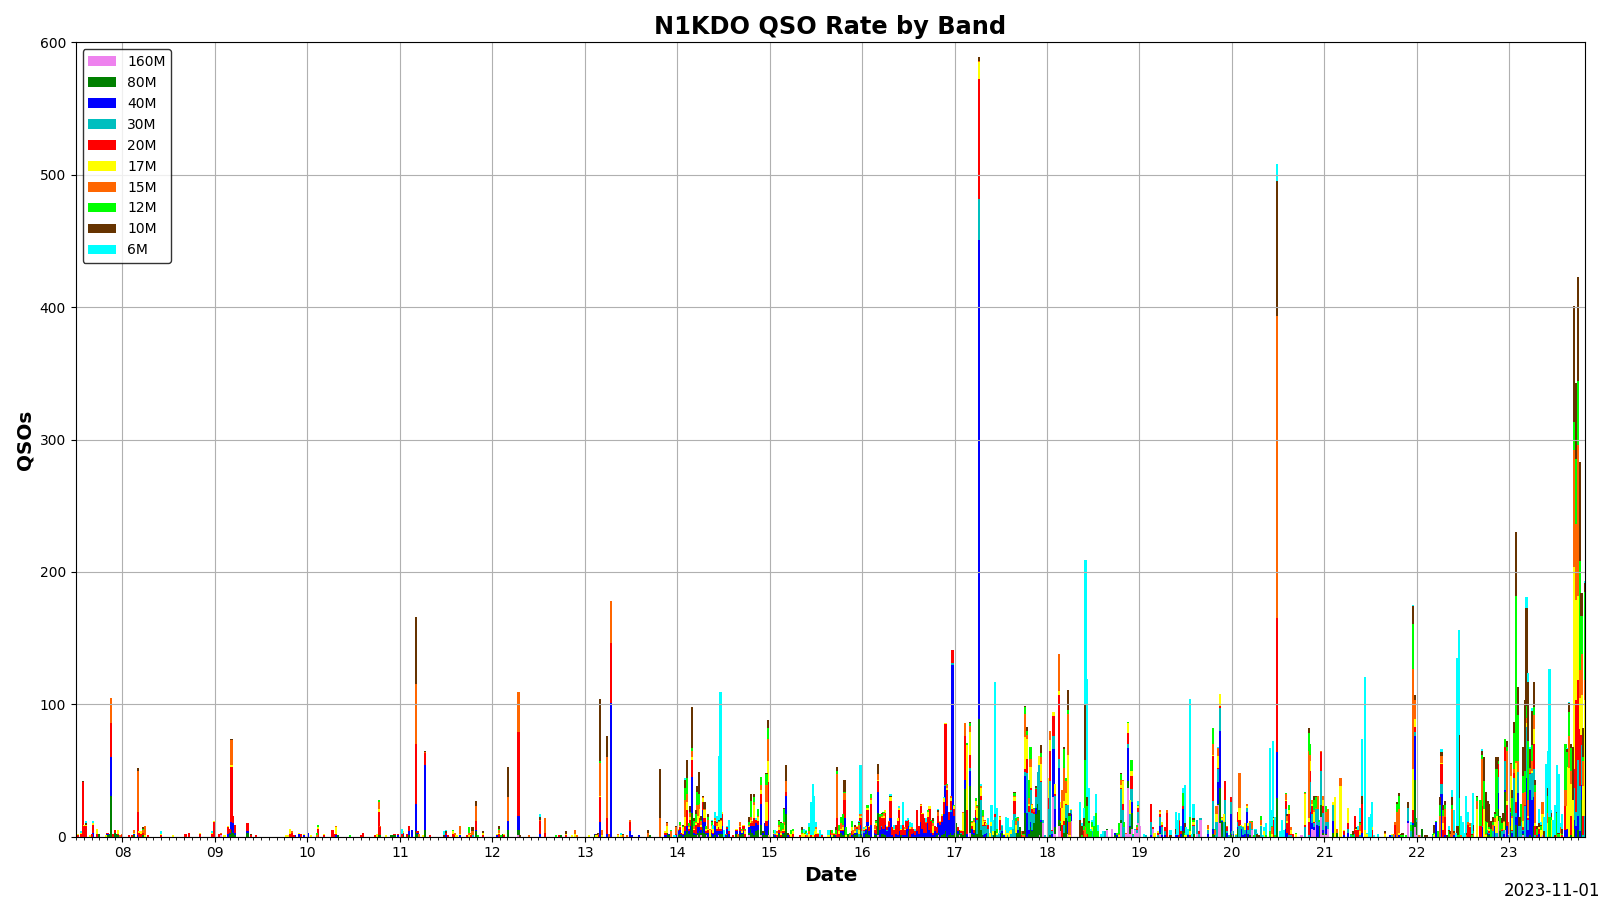 N1KDO QSO Rate by Band
600
500
400
300
200
100
0
QSOs
160M
80M
40M
30M
20M
17M
15M
12M
10M
6M
08 09 10 11 12 13 14 15 16 17 18 19 20 21 22 23
Date
2023-11-01